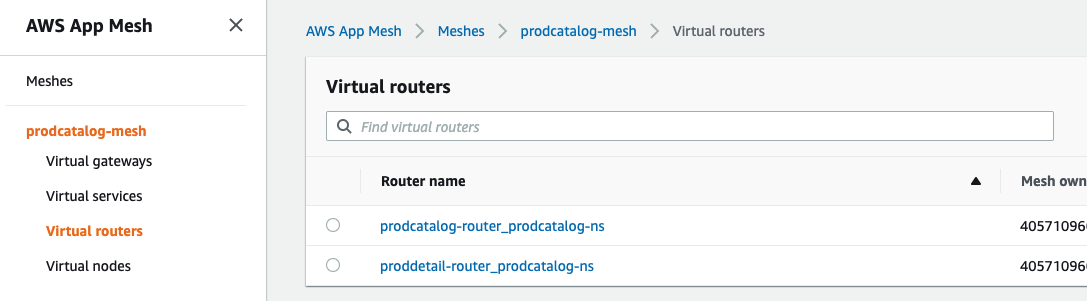 AWS App Mesh
Meshes
prodcatalog-mesh
Virtual gateways
Virtual services
Virtual routers
Virtual nodes
AWS App Mesh > Meshes > prodcatalog-mesh > Virtual routers
Virtual routers
Find virtual routers
Router name Mesh own
prodcatalog-router_prodcatalog-ns 40571096
proddetail-router_prodcatalog-ns 40571096